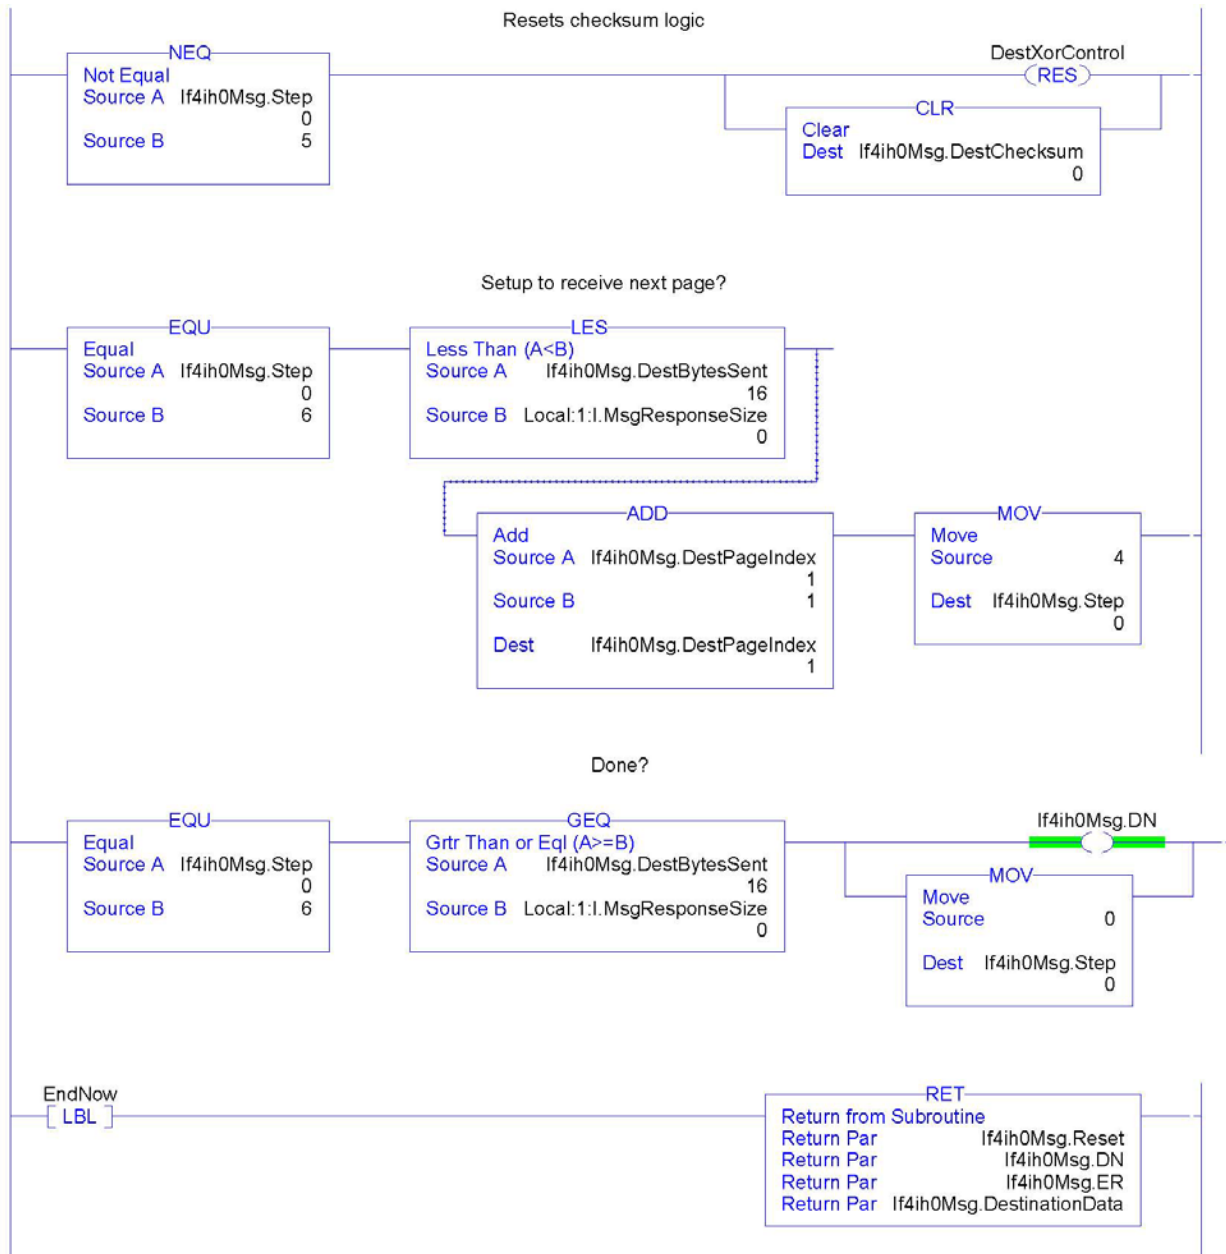 Resets checksum logic
NEQ
Not Equal
Source A If4ih0Msg.Step
0
Source B 5
DestXorControl
RES
CLR
Clear
Dest If4ih0Msg.DestChecksum
0
Setup to receive next page?
EQU
Equal
Source A If4ih0Msg.Step
0
Source B 6
LES
Less Than (A<B)
Source A If4ih0Msg.DestBytesSent
16
Source B Local:1:I.MsgResponseSize
0
ADD
Add
Source A If4ih0Msg.DestPageIndex
1
Source B 1
Dest If4ih0Msg.DestPageIndex
1
MOV
Move
Source 4
Dest If4ih0Msg.Step
0
Done?
EQU
Equal
Source A If4ih0Msg.Step
0
Source B 6
GEQ
Grtr Than or Eql (A>=B)
Source A If4ih0Msg.DestBytesSent
16
Source B Local:1:I.MsgResponseSize
0
If4ih0Msg.DN
MOV
Move
Source 0
Dest If4ih0Msg.Step
0
EndNow
LBL
RET
Return from Subroutine
Return Par If4ih0Msg.Reset
Return Par If4ih0Msg.DN
Return Par If4ih0Msg.ER
Return Par If4ih0Msg.DestinationData